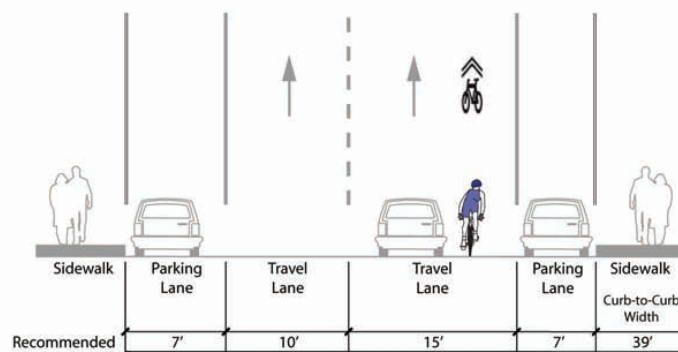 Sidewalk
Parking
Lane
Travel
Lane
Travel
Lane
Parking
Lane
Sidewalk
Curb-to-Curb
Width
Recommended 7' 10' 15' 7' 39'